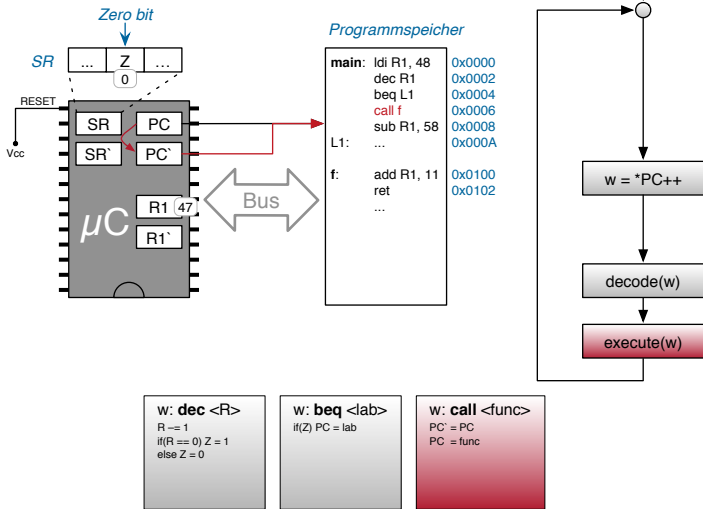 Zero bit
Programmspeicher
SR
... Z ...
0
RESET
Vcc
SR PC
SR` PC`
R1 47
R1`
µC
Bus
main: ldi R1, 48 0x0000
dec R1 0x0002
beq L1 0x0004
call f 0x0006
sub R1, 58 0x0008
L1: ... 0x000A
f: add R1, 11 0x0100
ret 0x0102
...
w = *PC++
decode(w)
execute(w)
w: dec <R>
R -= 1
if(R == 0) Z = 1
else Z = 0
w: beq <lab>
if(Z) PC = lab
w: call <func>
PC` = PC
PC = func